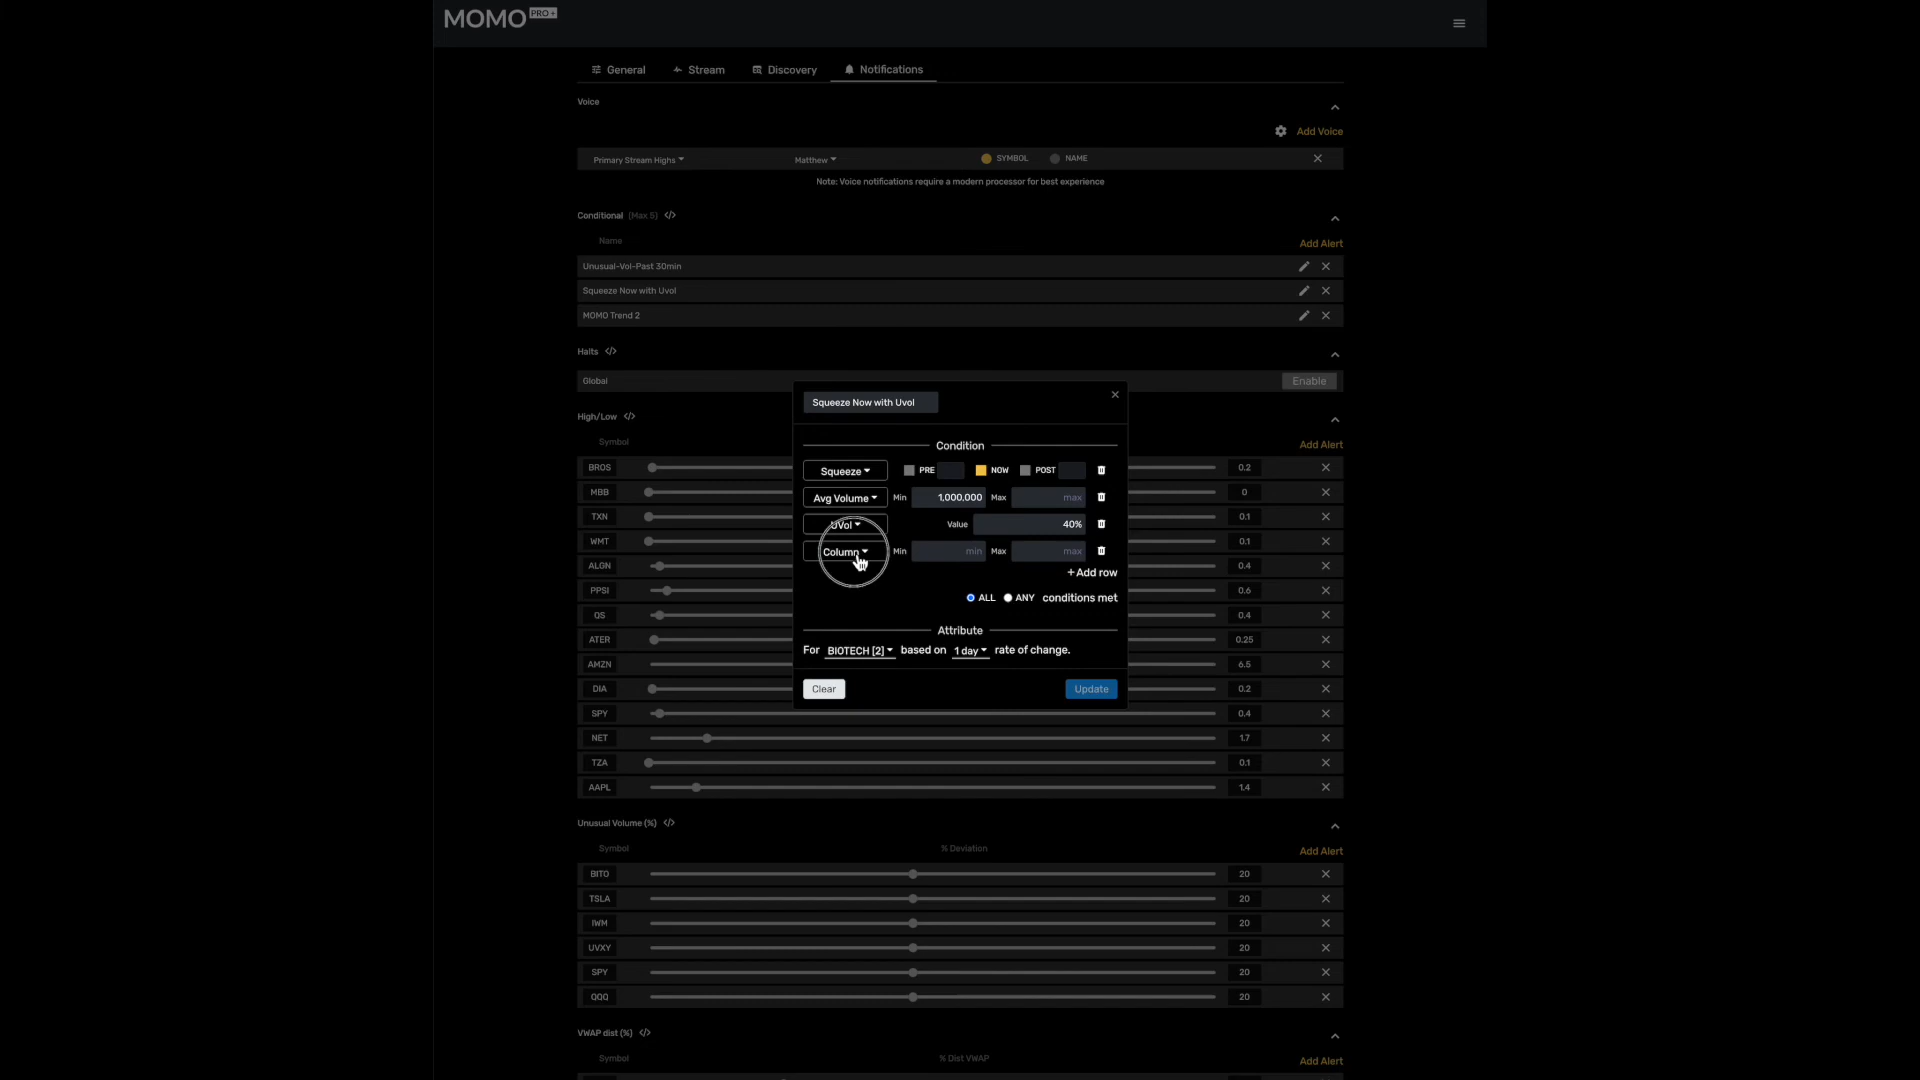 MOMO PRO+
General Stream Discovery Notifications
Voice
Add Voice
Primary Stream Highs Matthew SYMBOL NAME
Note: Voice notifications require a modern processor for best experience
Conditional [Max 5] </>
Name
Add Alert
Unusual-Vol-Past 30min
Squeeze Now with Uvol
MOMO Trend 2
Halts </>
Global Enable
High/Low </>
Symbol
Add Alert
BROS 0.2
MBB 0
TXN 0.1
WMT 0.1
ALGN 0.4
PPSI 0.6
QS 0.4
ATER 0.25
AMZN 6.5
DIA 0.2
SPY 0.4
NET 1.7
TZA 0.1
AAPL 1.4
Squeeze Now with Uvol
Condition
Squeeze PRE NOW POST
Avg Volume Min 1,000,000 Max max
UVol Value 40%
Column Min min Max max
+ Add row
ALL ANY conditions met
Attribute
For BIOTECH [2] based on 1 day rate of change.
Clear Update
Unusual Volume (%) </>
Symbol % Deviation
Add Alert
BITO 20
TSLA 20
IWM 20
UVXY 20
SPY 20
QQQ 20
VWAP dist (%) </>
Symbol % Dist VWAP
Add Alert